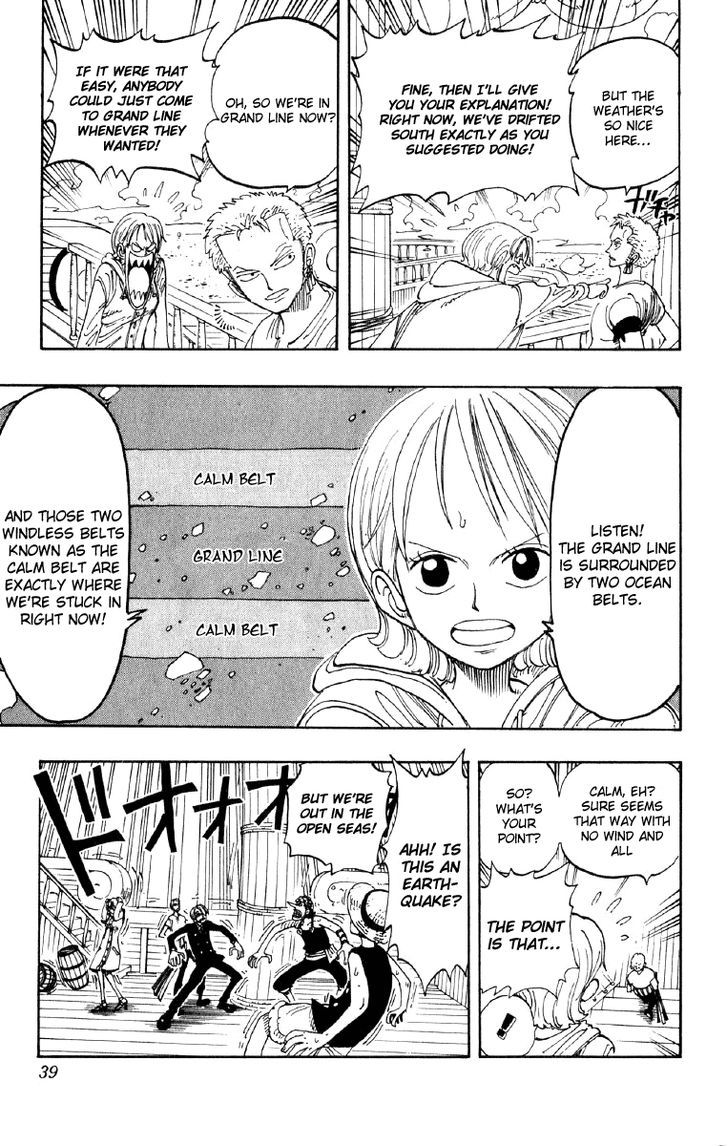 BUT THE
WEATHER'S
SO NICE
HERE...
FINE, THEN I'LL GIVE
YOU YOUR EXPLANATION!
RIGHT NOW, WE'VE DRIFTED
SOUTH EXACTLY AS YOU
SUGGESTED DOING!
ギギャ
OH, SO WE'RE IN
GRAND LINE NOW?
IF IT WERE THAT
EASY, ANYBODY
COULD JUST COME
TO GRAND LINE
WHENEVER THEY
WANTED!
LISTEN!
THE GRAND LINE
IS SURROUNDED
BY TWO OCEAN
BELTS.
CALM BELT
GRAND LINE
CALM BELT
AND THOSE TWO
WINDLESS BELTS
KNOWN AS THE
CALM BELT ARE
EXACTLY WHERE
WE'RE STUCK IN
RIGHT NOW!
CALM, EH?
SURE SEEMS
THAT WAY WITH
NO WIND AND
ALL
SO?
WHAT'S
YOUR
POINT?
THE POINT
IS THAT...
!!
AHH! IS
THIS AN
EARTH-
QUAKE?
BUT WE'RE
OUT IN THE
OPEN SEAS!
ドオオオ
39